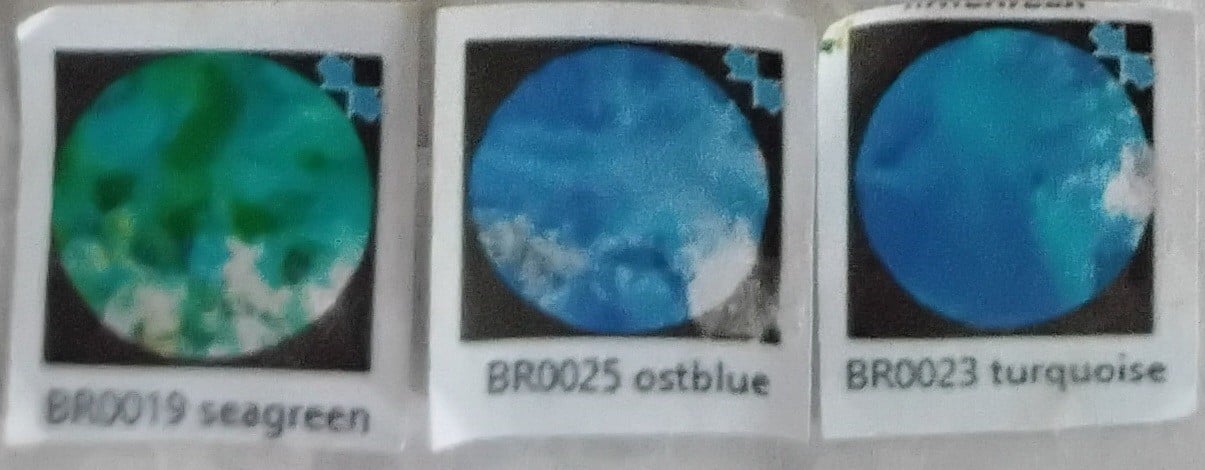 BR0019 seagreen
BR0025 ostblue
BR0023 turquoise